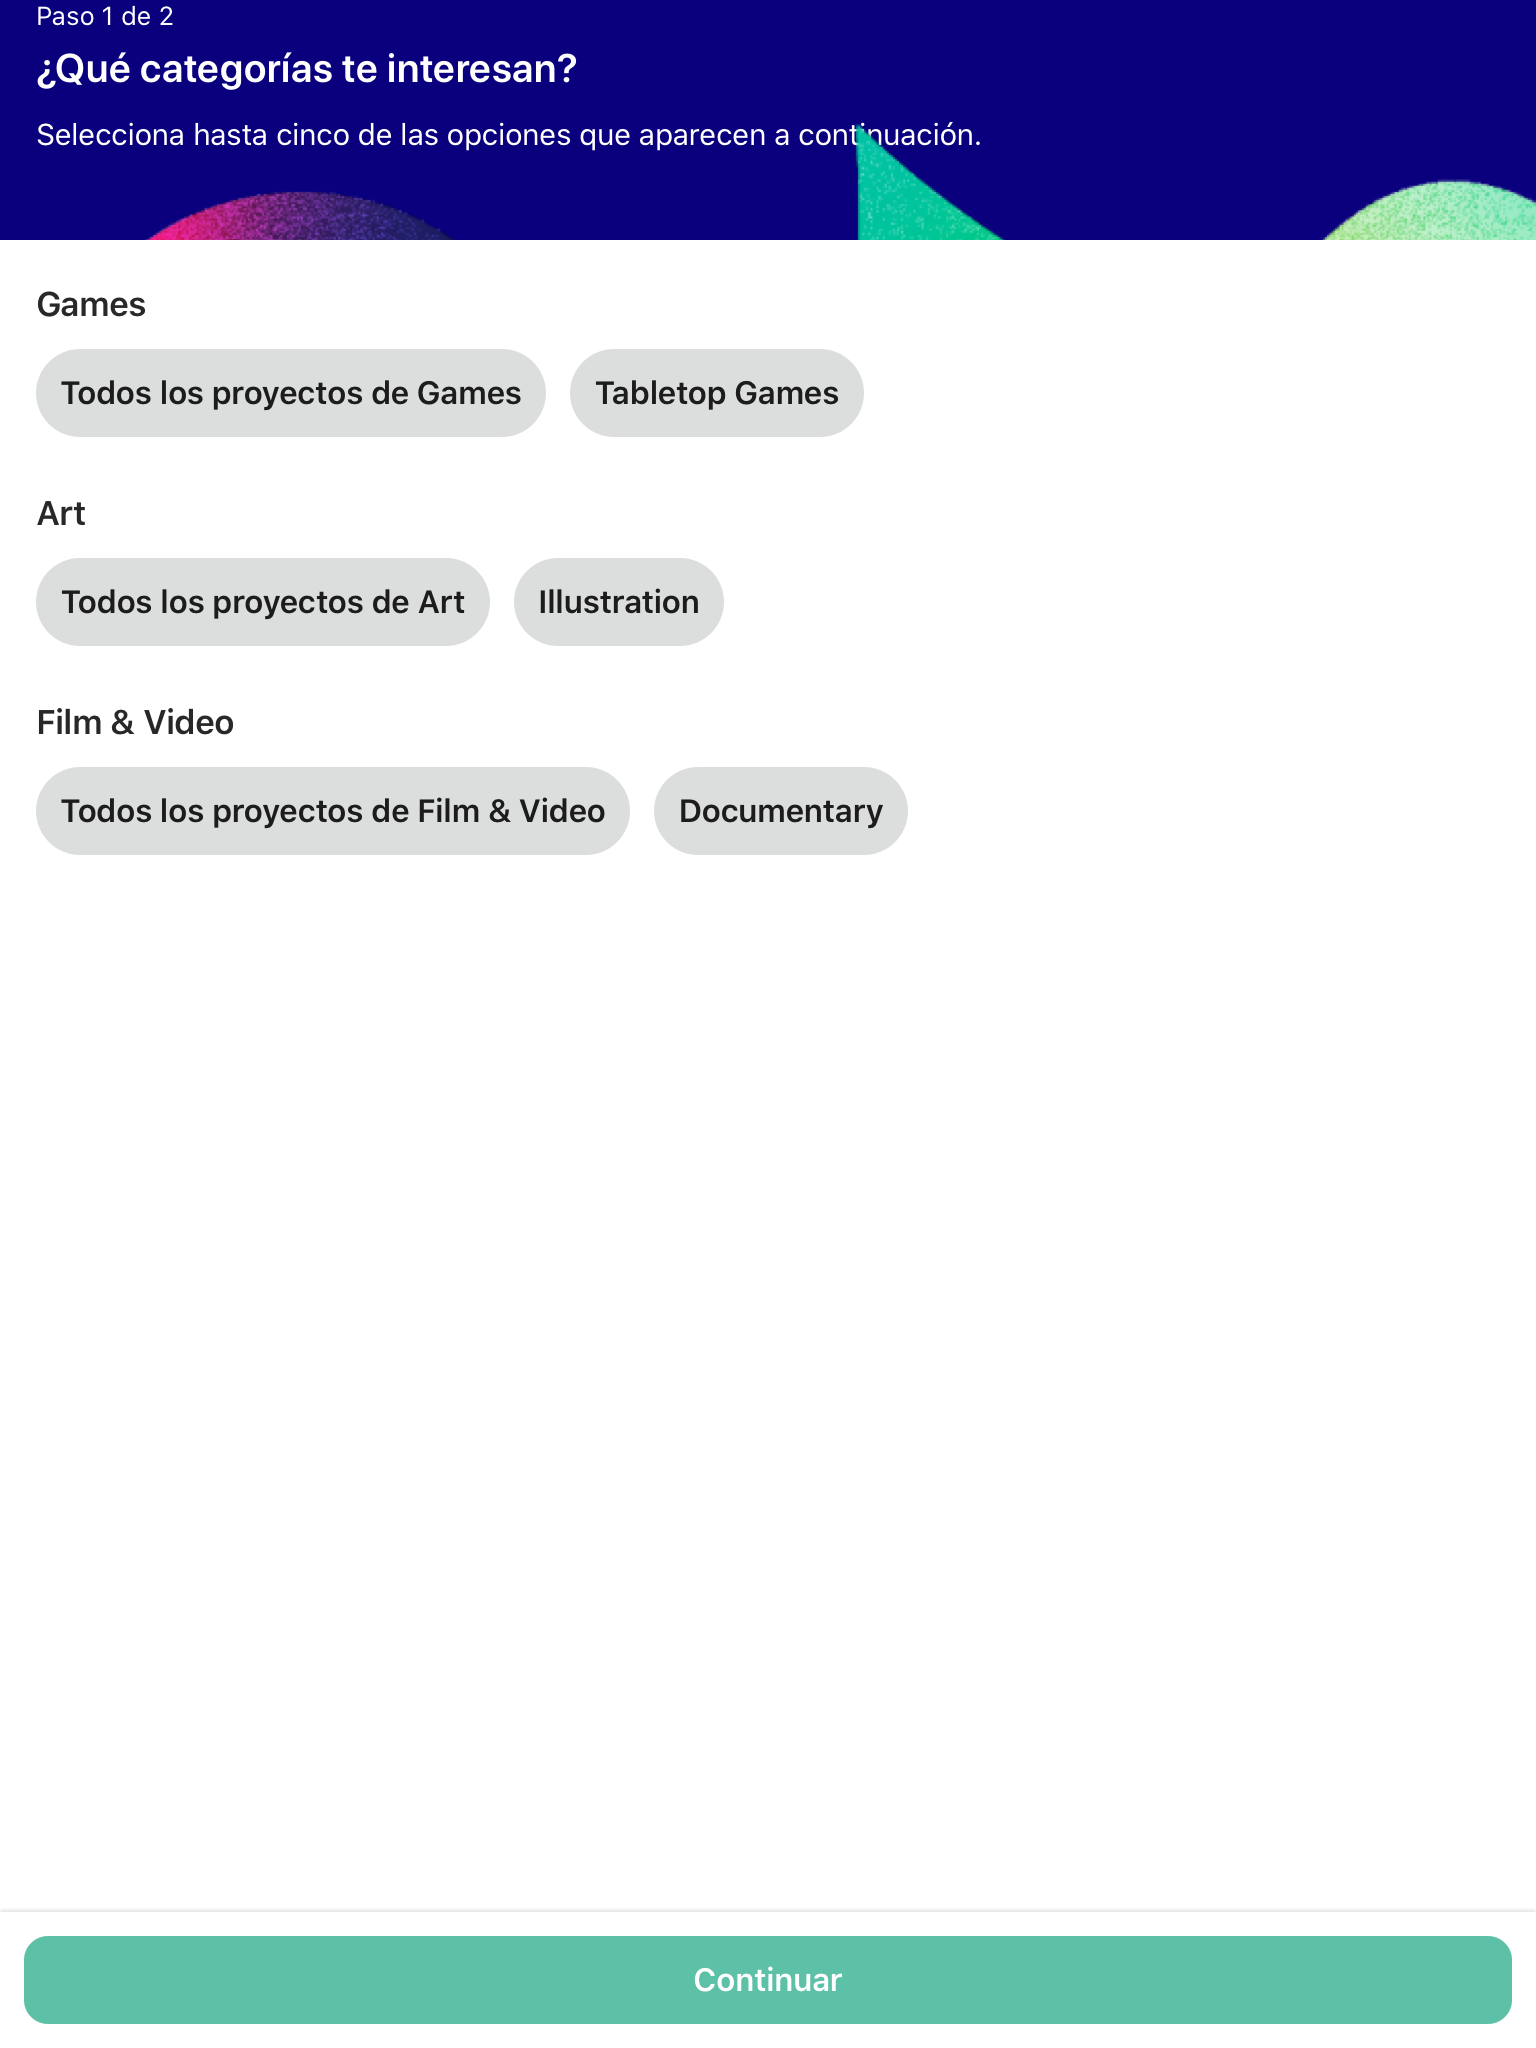 Paso 1 de 2
¿Qué categorías te interesan?
Selecciona hasta cinco de las opciones que aparecen a continuación.
Games
Todos los proyectos de Games
Tabletop Games
Art
Todos los proyectos de Art
Illustration
Film & Video
Todos los proyectos de Film & Video
Documentary
Continuar